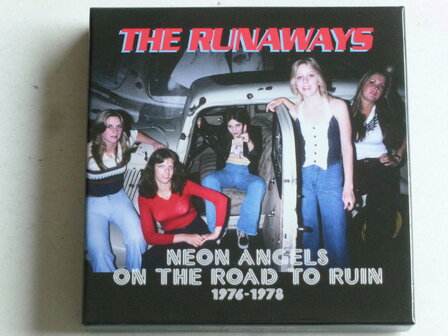 THE RUNAWAYS
NEON ANGELS
ON THE ROAD TO RUIN
1976-1978